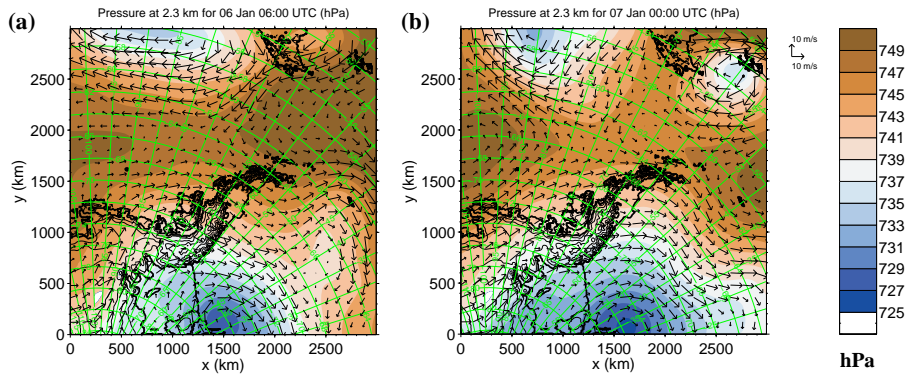 (a)
Pressure at 2.3 km for 06 Jan 06:00 UTC (hPa)
y (km)
2500
2000
1500
1000
500
0
0 500 1000 1500 2000 2500
x (km)
(b)
Pressure at 2.3 km for 07 Jan 00:00 UTC (hPa)
y (km)
2500
2000
1500
1000
500
0
0 500 1000 1500 2000 2500
x (km)
10 m/s
10 m/s
749
747
745
743
741
739
737
735
733
731
729
727
725
hPa